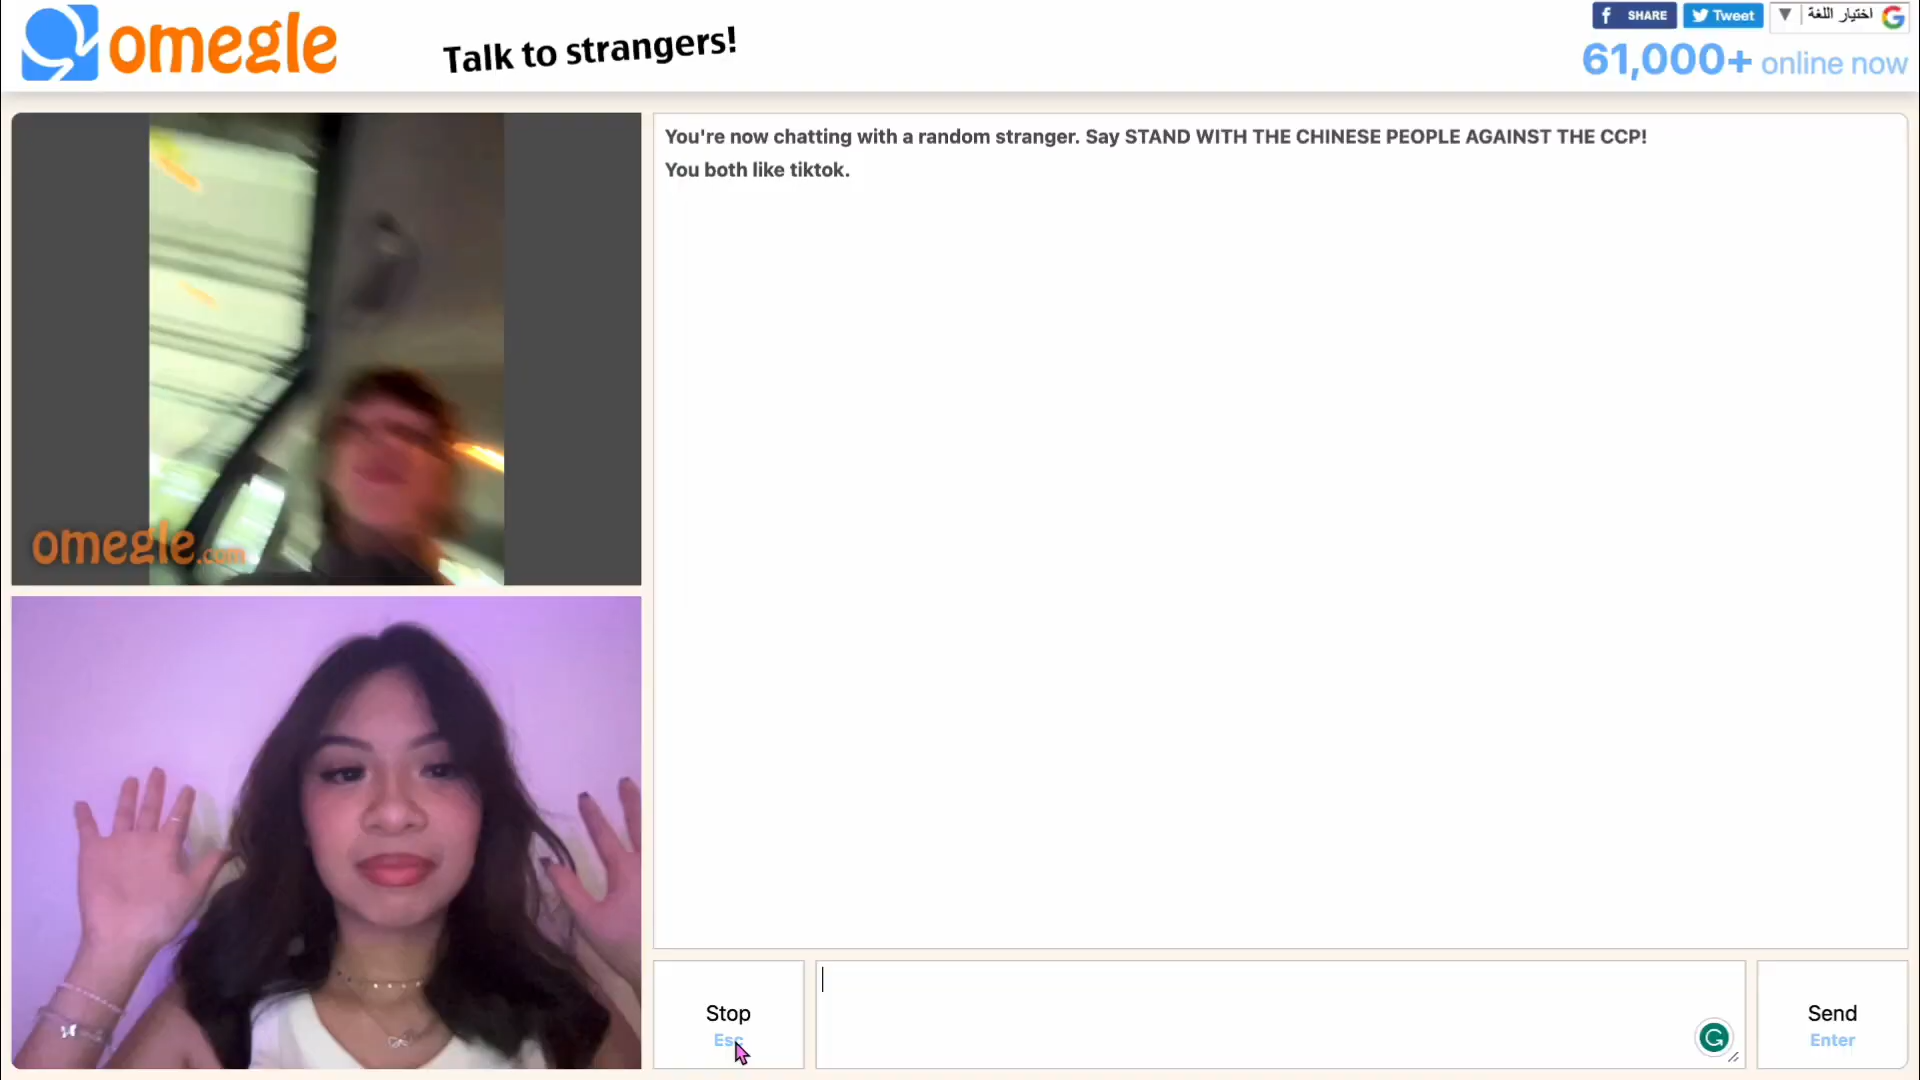 omegle
Talk to strangers!
SHARE
Tweet
اختيار اللغة
61,000+ online now
You're now chatting with a random stranger. Say STAND WITH THE CHINESE PEOPLE AGAINST THE CCP!
You both like tiktok.
omegle.com
Stop
Esc
Send
Enter